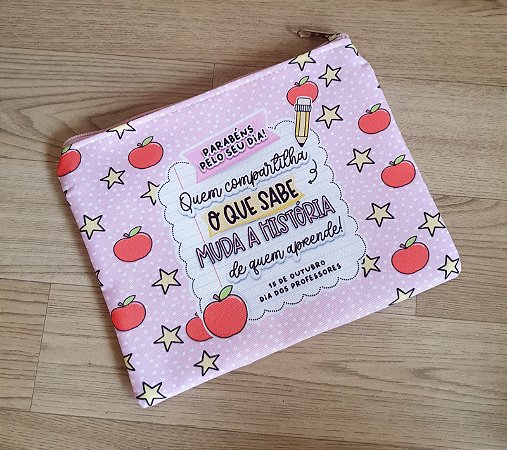 PARABÉNS
PELO SEU DIA!
Quem compartilha
O QUE SABE
MUDA A HISTÓRIA
de quem aprende!
15 DE OUTUBRO
DIA DOS PROFESSORES